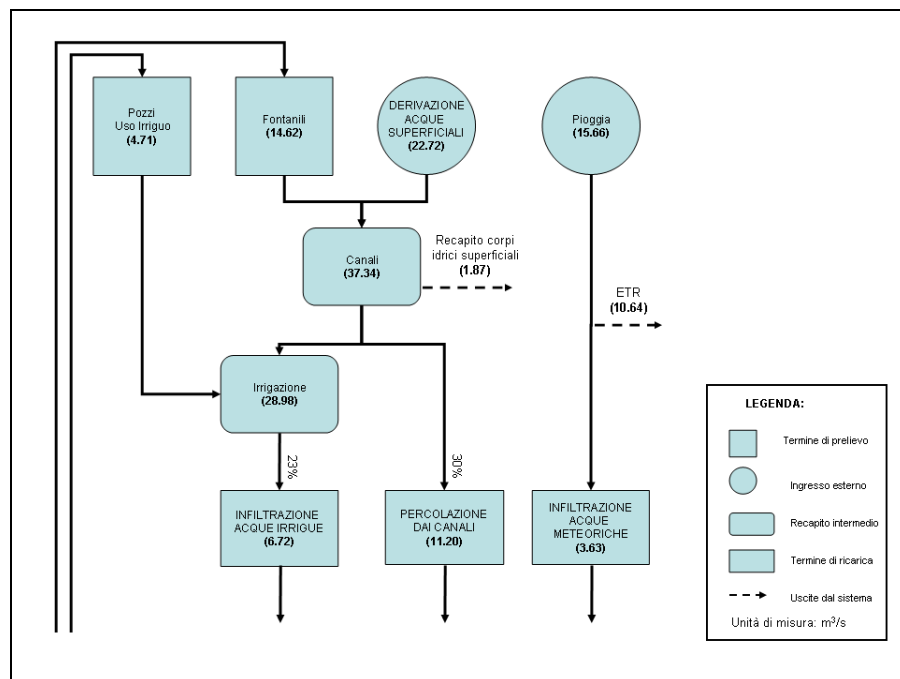 Pozzi
Uso Irriguo
(4.71)
Fontanili
(14.62)
DERIVAZIONE
ACQUE
SUPERFICIALI
(22.72)
Pioggia
(15.66)
Canali
(37.34)
Recapito corpi
idrici superficiali
(1.87)
ETR
(10.64)
Irrigazione
(28.98)
23%
30%
INFILTRAZIONE
ACQUE IRRIGUE
(6.72)
PERCOLAZIONE
DAI CANALI
(11.20)
INFILTRAZIONE
ACQUE
METEORICHE
(3.63)
LEGENDA:
Termine di prelievo
Ingresso esterno
Recapito intermedio
Termine di ricarica
Uscite dal sistema
Unità di misura: m³/s